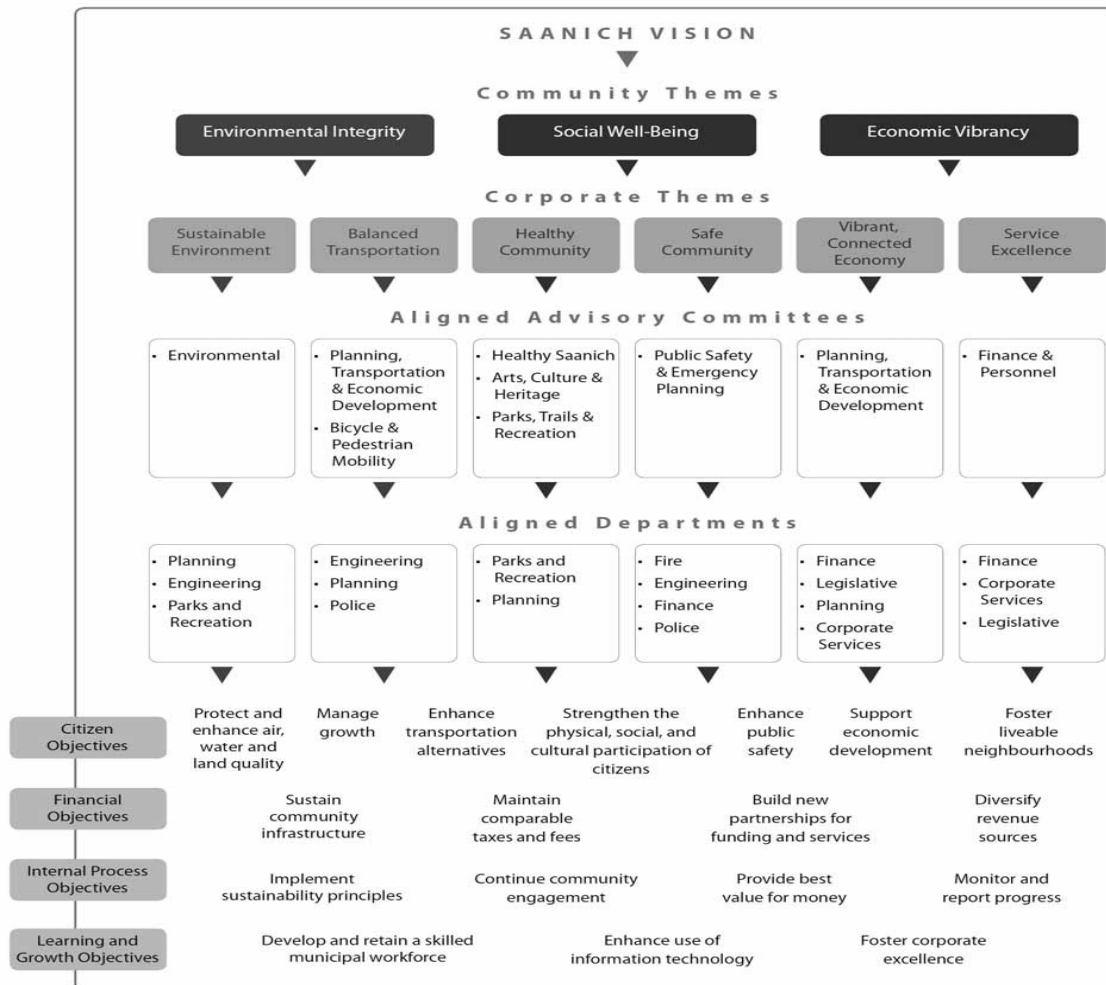 SAANICH VISION
Community Themes
Environmental Integrity
Social Well-Being
Economic Vibrancy
Corporate Themes
Sustainable
Environment
Balanced
Transportation
Healthy
Community
Safe
Community
Vibrant,
Connected
Economy
Service
Excellence
Aligned Advisory Committees
• Environmental
• Planning,
Transportation
& Economic
Development
• Bicycle &
Pedestrian
Mobility
• Healthy Saanich
• Arts, Culture &
Heritage
• Parks, Trails &
Recreation
• Public Safety
& Emergency
Planning
• Planning,
Transportation
& Economic
Development
• Finance &
Personnel
Aligned Departments
• Planning
• Engineering
• Parks and
Recreation
• Engineering
• Planning
• Police
• Parks and
Recreation
• Planning
• Fire
• Engineering
• Finance
• Police
• Finance
• Legislative
• Planning
• Corporate
Services
• Finance
• Corporate
Services
• Legislative
Citizen
Objectives
Protect and
enhance air,
water and
land quality
Manage
growth
Enhance
transportation
alternatives
Strengthen the
physical, social, and
cultural participation of
citizens
Enhance
public
safety
Support
economic
development
Foster
liveable
neighbourhoods
Financial
Objectives
Sustain
community
infrastructure
Maintain
comparable
taxes and fees
Build new
partnerships for
funding and services
Diversify
revenue
sources
Internal Process
Objectives
Implement
sustainability principles
Continue community
engagement
Provide best
value for money
Monitor and
report progress
Learning and
Growth Objectives
Develop and retain a skilled
municipal workforce
Enhance use of
information technology
Foster corporate
excellence